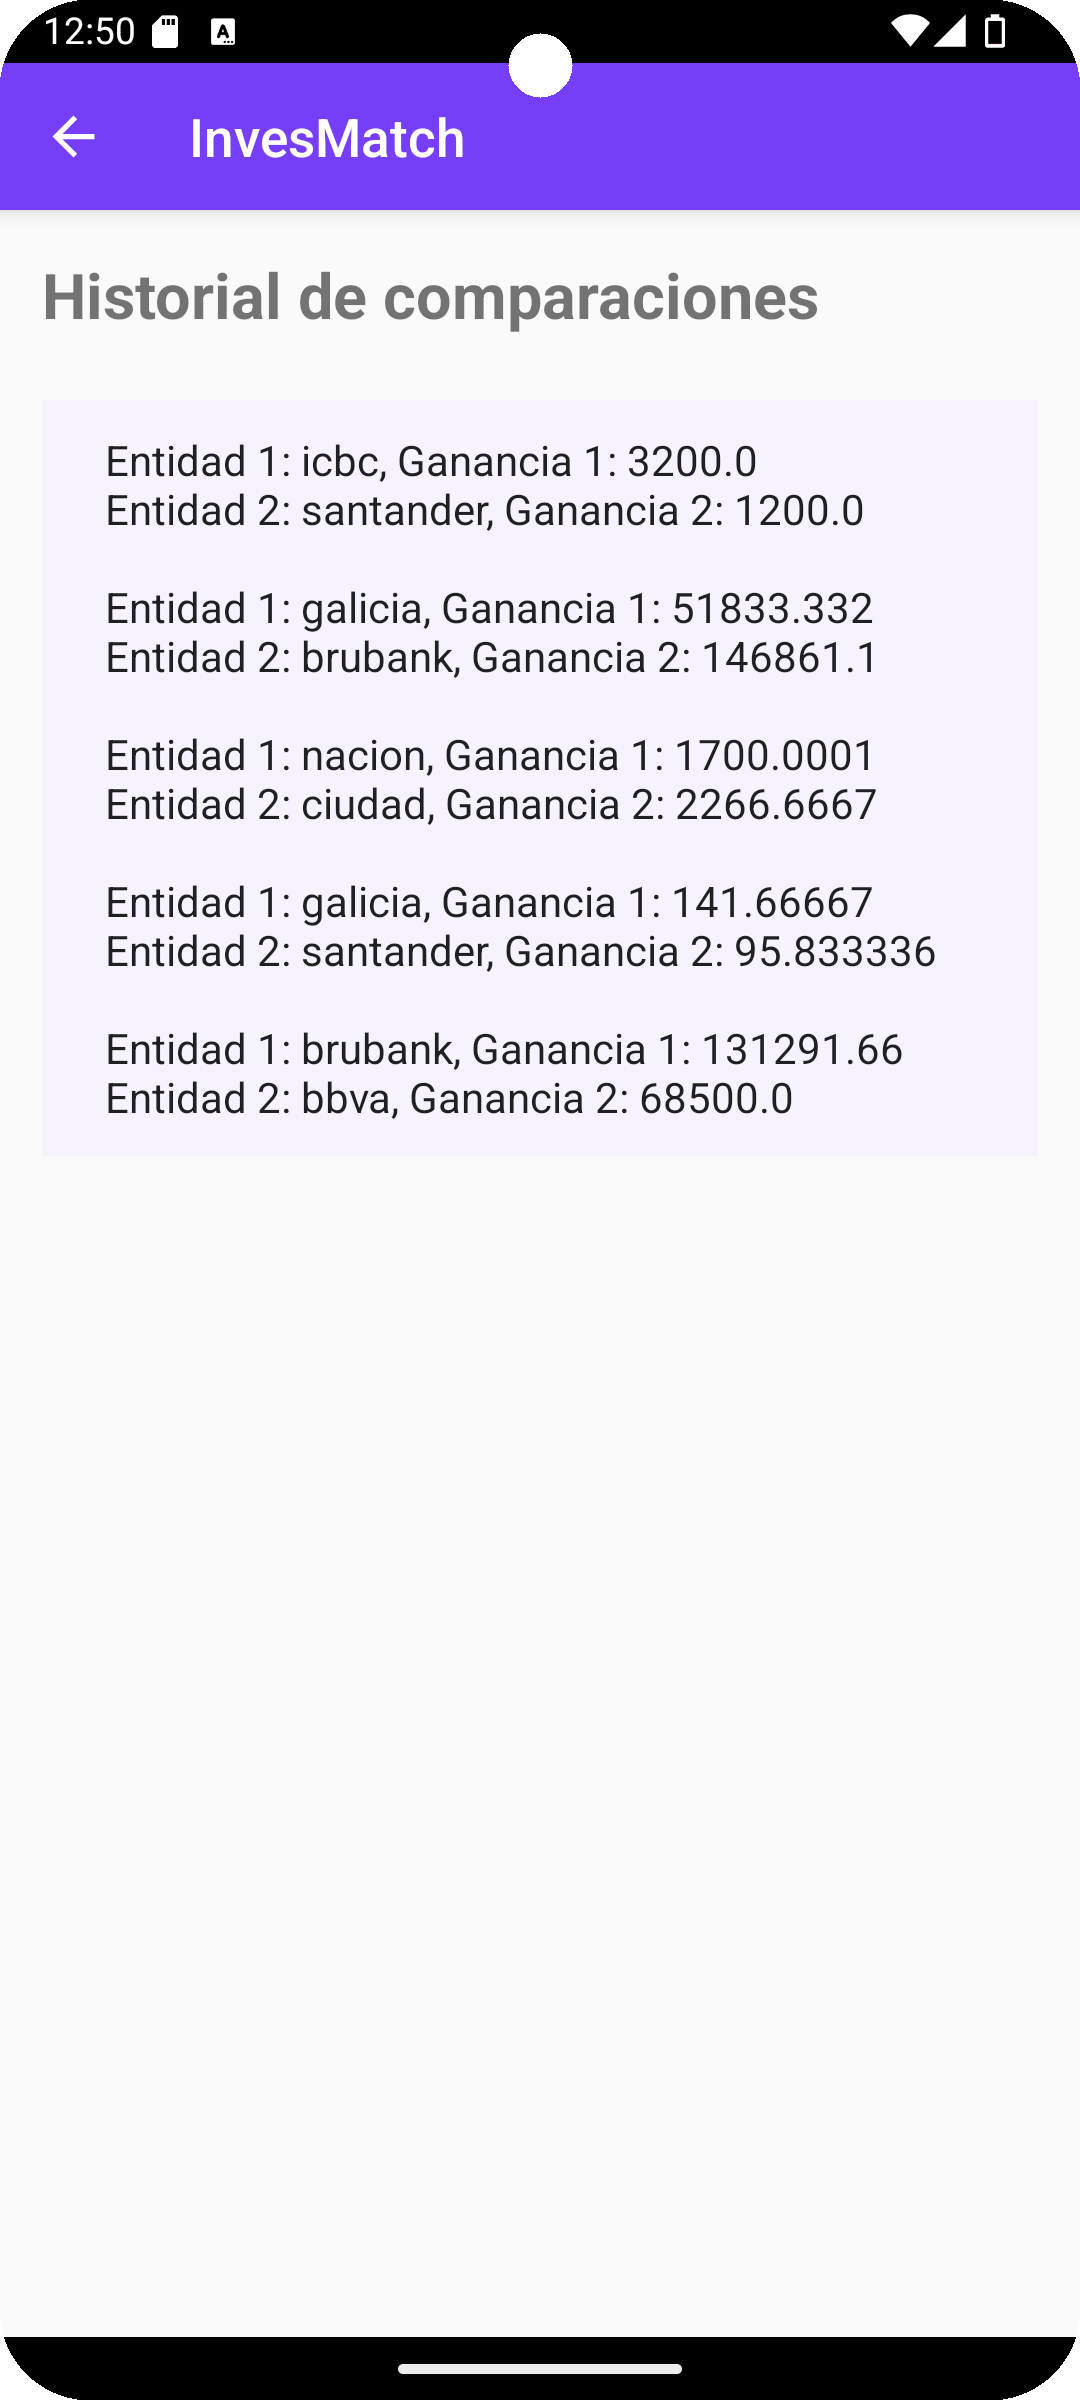 12:50
InvesMatch
Historial de comparaciones
Entidad 1: icbc, Ganancia 1: 3200.0
Entidad 2: santander, Ganancia 2: 1200.0
Entidad 1: galicia, Ganancia 1: 51833.332
Entidad 2: brubank, Ganancia 2: 146861.1
Entidad 1: nacion, Ganancia 1: 1700.0001
Entidad 2: ciudad, Ganancia 2: 2266.6667
Entidad 1: galicia, Ganancia 1: 141.66667
Entidad 2: santander, Ganancia 2: 95.833336
Entidad 1: brubank, Ganancia 1: 131291.66
Entidad 2: bbva, Ganancia 2: 68500.0